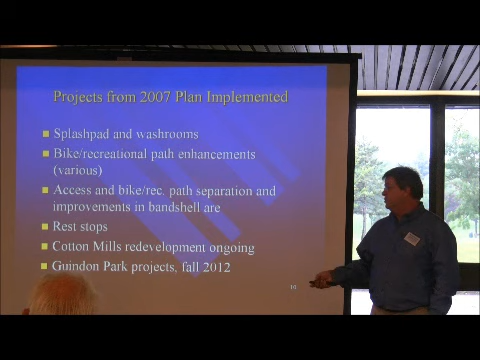 Projects from 2007 Plan Implemented
Splashpad and washrooms
Bike/recreational path enhancements
(various)
Access and bike/rec. path separation and
improvements in bandshell are
Rest stops
Cotton Mills redevelopment ongoing
Guindon Park projects, fall 2012